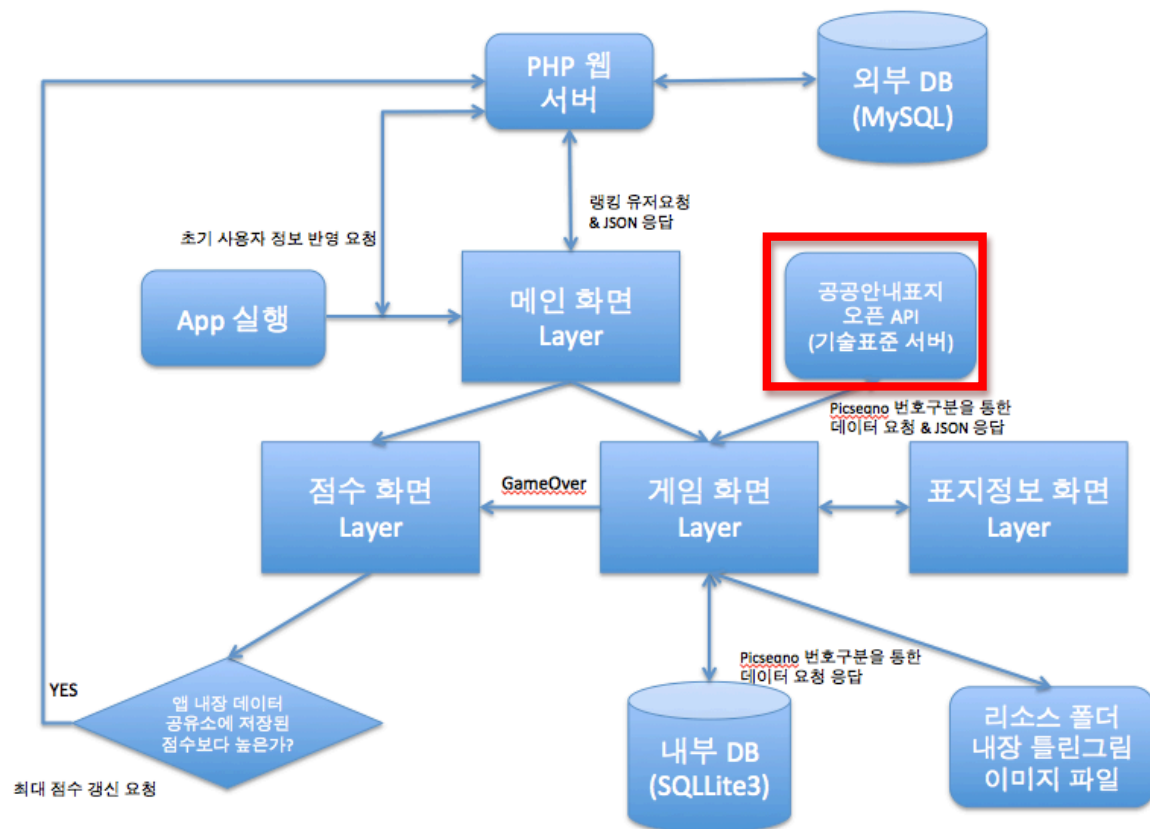 PHP 웹
서버
외부 DB
(MySQL)
랭킹 유저요청
& JSON 응답
초기 사용자 정보 반영 요청
App 실행
메인 화면
Layer
공공안내표지
오픈 API
(기술표준 서버)
Picseqno 번호구분을 통한
데이터 요청 & JSON 응답
점수 화면
Layer
GameOver
게임 화면
Layer
표지정보 화면
Layer
Picseqno 번호구분을 통한
데이터 요청 응답
YES
앱 내장 데이터
공유소에 저장된
점수보다 높은가?
최대 점수 갱신 요청
내부 DB
(SQLLite3)
리소스 폴더
내장 틀린그림
이미지 파일